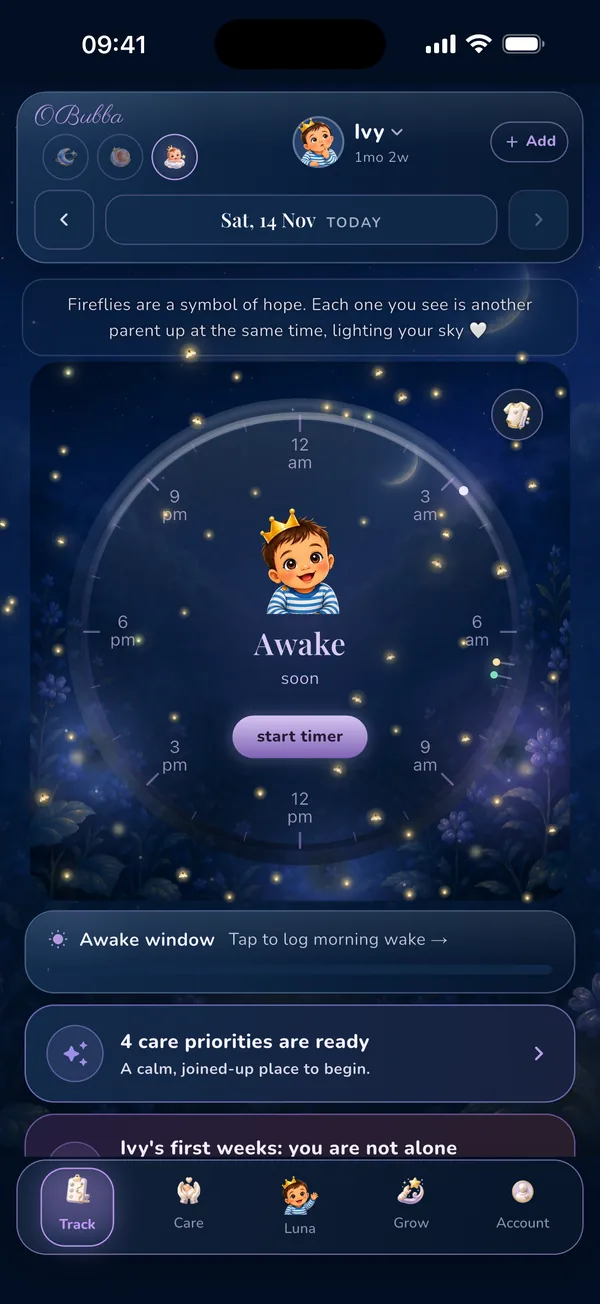 09:41
OBubba
Ivy
1mo 2w
+ Add
Sat, 14 Nov TODAY
Fireflies are a symbol of hope. Each one you see is another
parent up at the same time, lighting your sky 🤍
12
am
9
pm
3
am
6
pm
6
am
Awake
soon
start timer
3
pm
9
am
12
pm
Awake window Tap to log morning wake →
4 care priorities are ready
A calm, joined-up place to begin.
Ivy's first weeks: you are not alone
Track
Care
Luna
Grow
Account